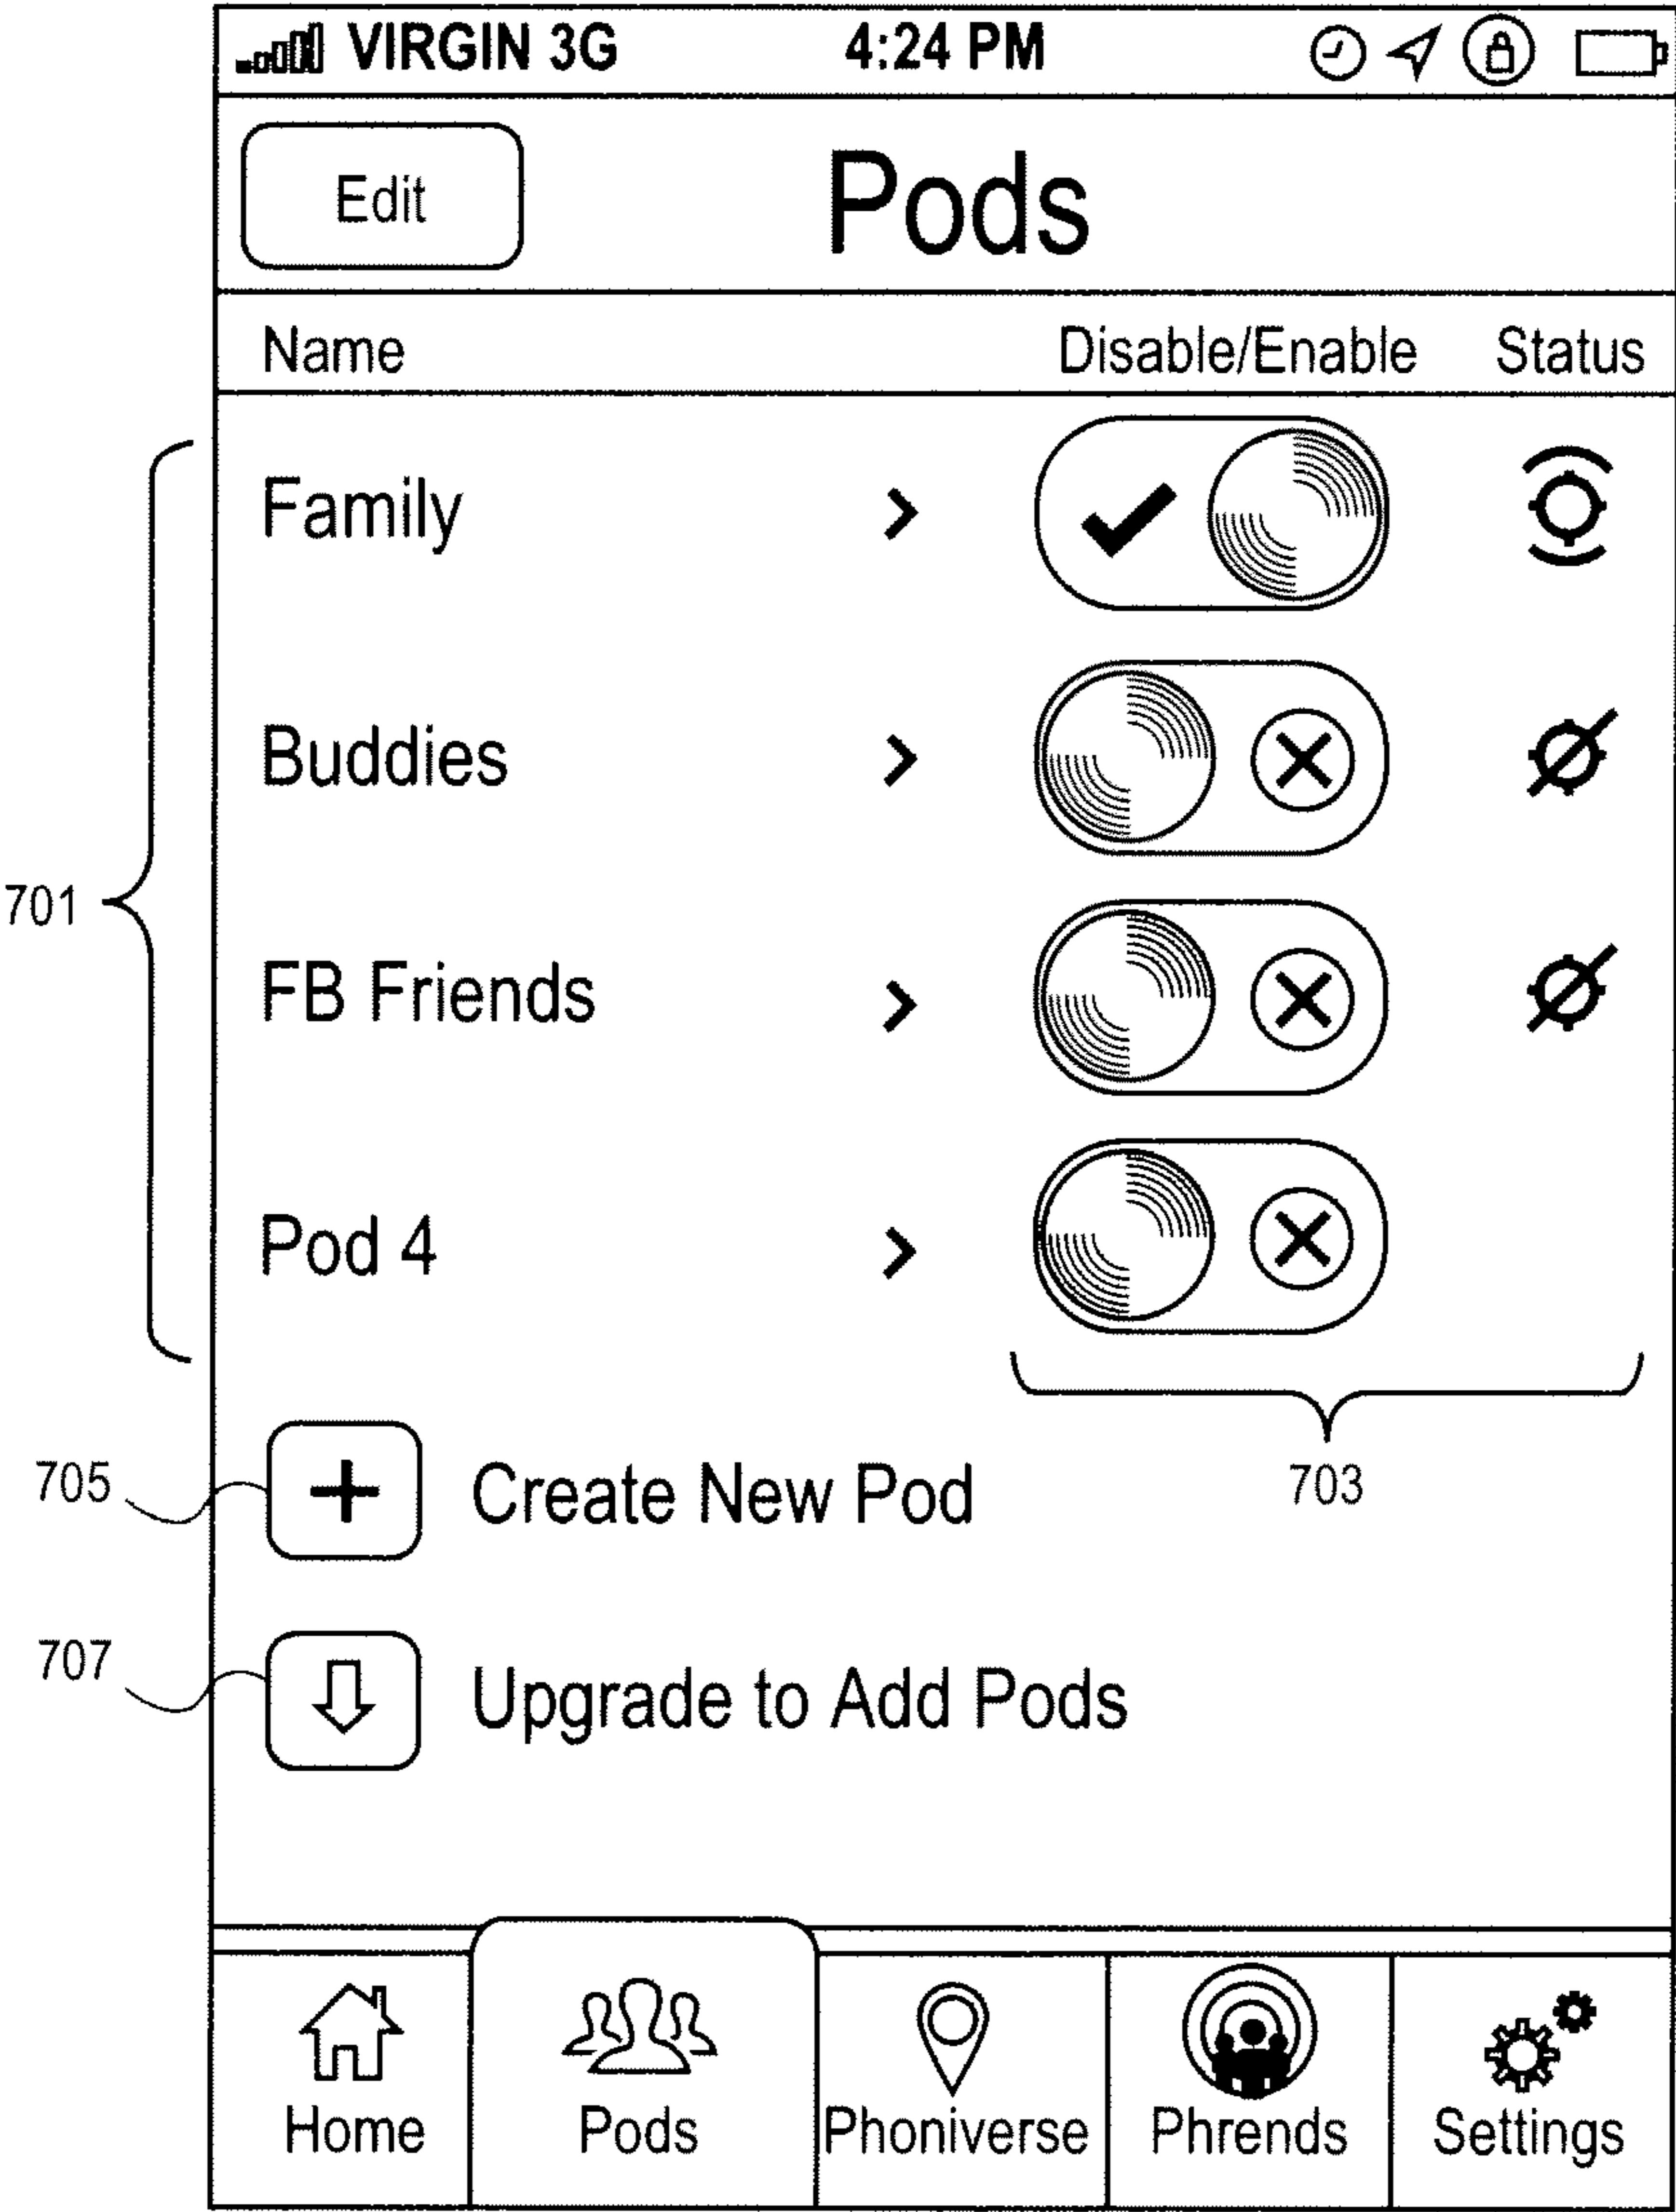 VIRGIN 3G 4:24 PM
Edit Pods
Name Disable/Enable Status
Family
Buddies
701
FB Friends
Pod 4
705 Create New Pod 703
707 Upgrade to Add Pods
Home Pods Phoniverse Phrends Settings